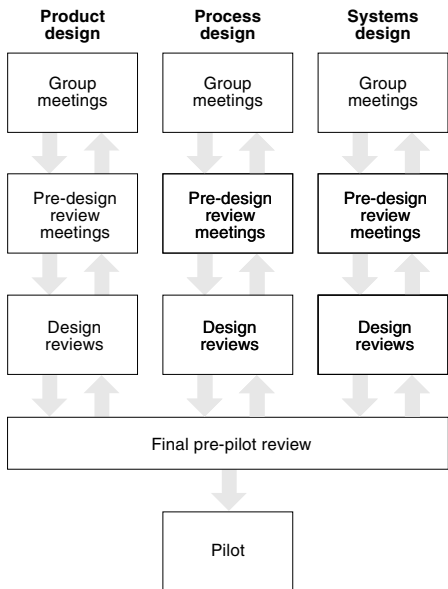 Product
design
Process
design
Systems
design
Group
meetings
Group
meetings
Group
meetings
Pre-design
review
meetings
Pre-design
review
meetings
Pre-design
review
meetings
Design
reviews
Design
reviews
Design
reviews
Final pre-pilot review
Pilot